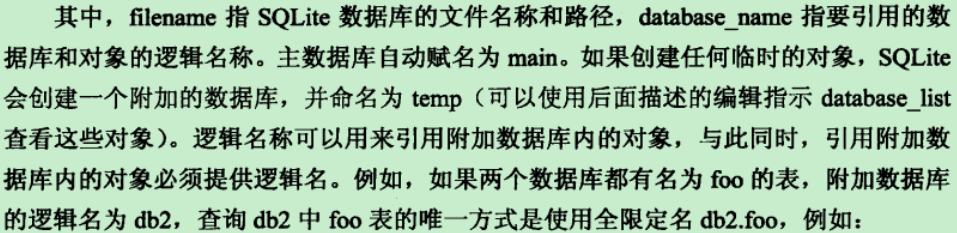 其中，filename 指 SQLite 数据库的文件名称和路径，database_name 指要引用的数
据库和对象的逻辑名称。主数据库自动赋名为 main。如果创建任何临时的对象，SQLite
会创建一个附加的数据库，并命名为 temp（可以使用后面描述的编辑指示 database_list
查看这些对象）。逻辑名称可以用来引用附加数据库内的对象，与此同时，引用附加数
据库内的对象必须提供逻辑名。例如，如果两个数据库都有名为 foo 的表，附加数据库
的逻辑名为 db2，查询 db2 中 foo 表的唯一方式是使用全限定名 db2.foo，例如：